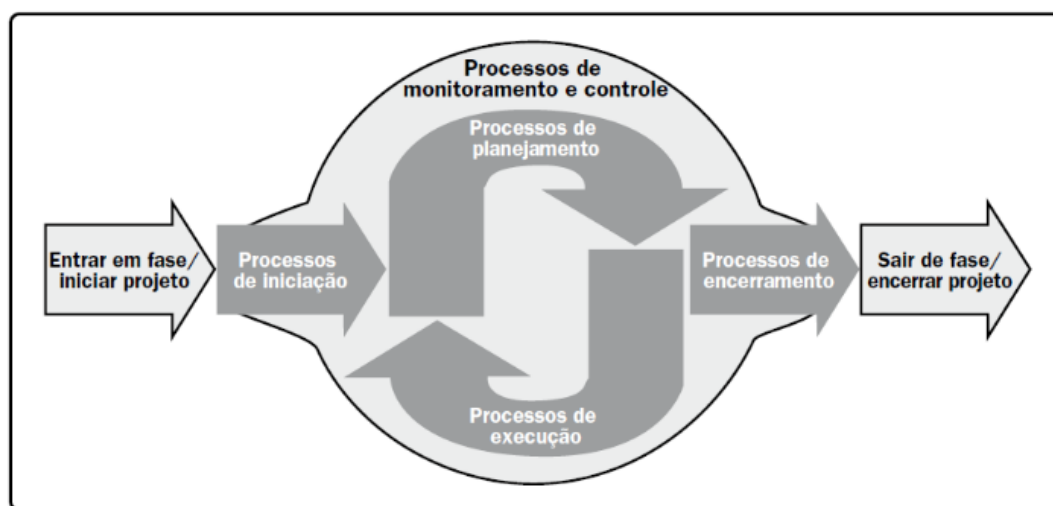 Processos de
monitoramento e controle
Processos de
planejamento
Entrar em fase/
iniciar projeto
Processos
de iniciação
Processos de
encerramento
Sair de fase/
encerrar projeto
Processos de
execução